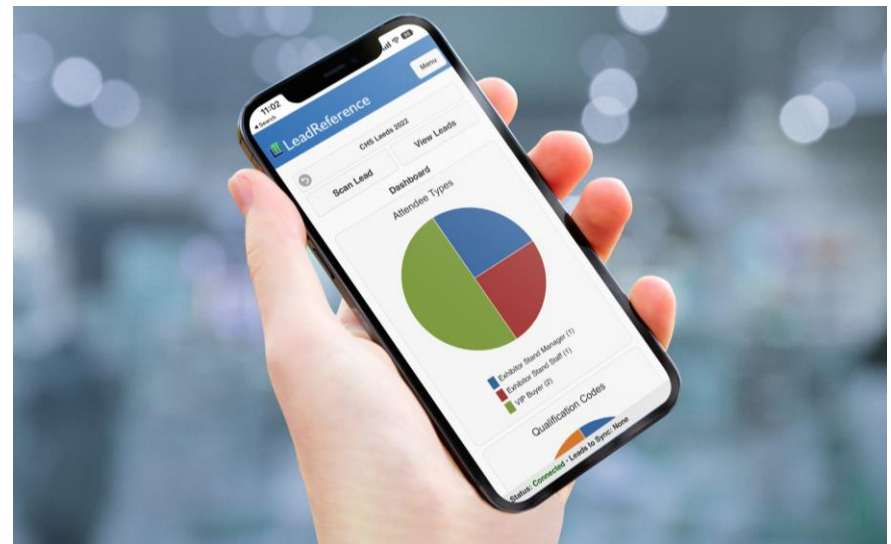 11:02
Search
LeadReference
Menu
CHS Leeds 2022
Scan Lead
View Leads
Dashboard
Attendee Types
Exhibitor Stand Manager (1)
Exhibitor Stand Staff (1)
VIP Buyer (2)
Qualification Codes
Status: Connected - Leads to Sync: None